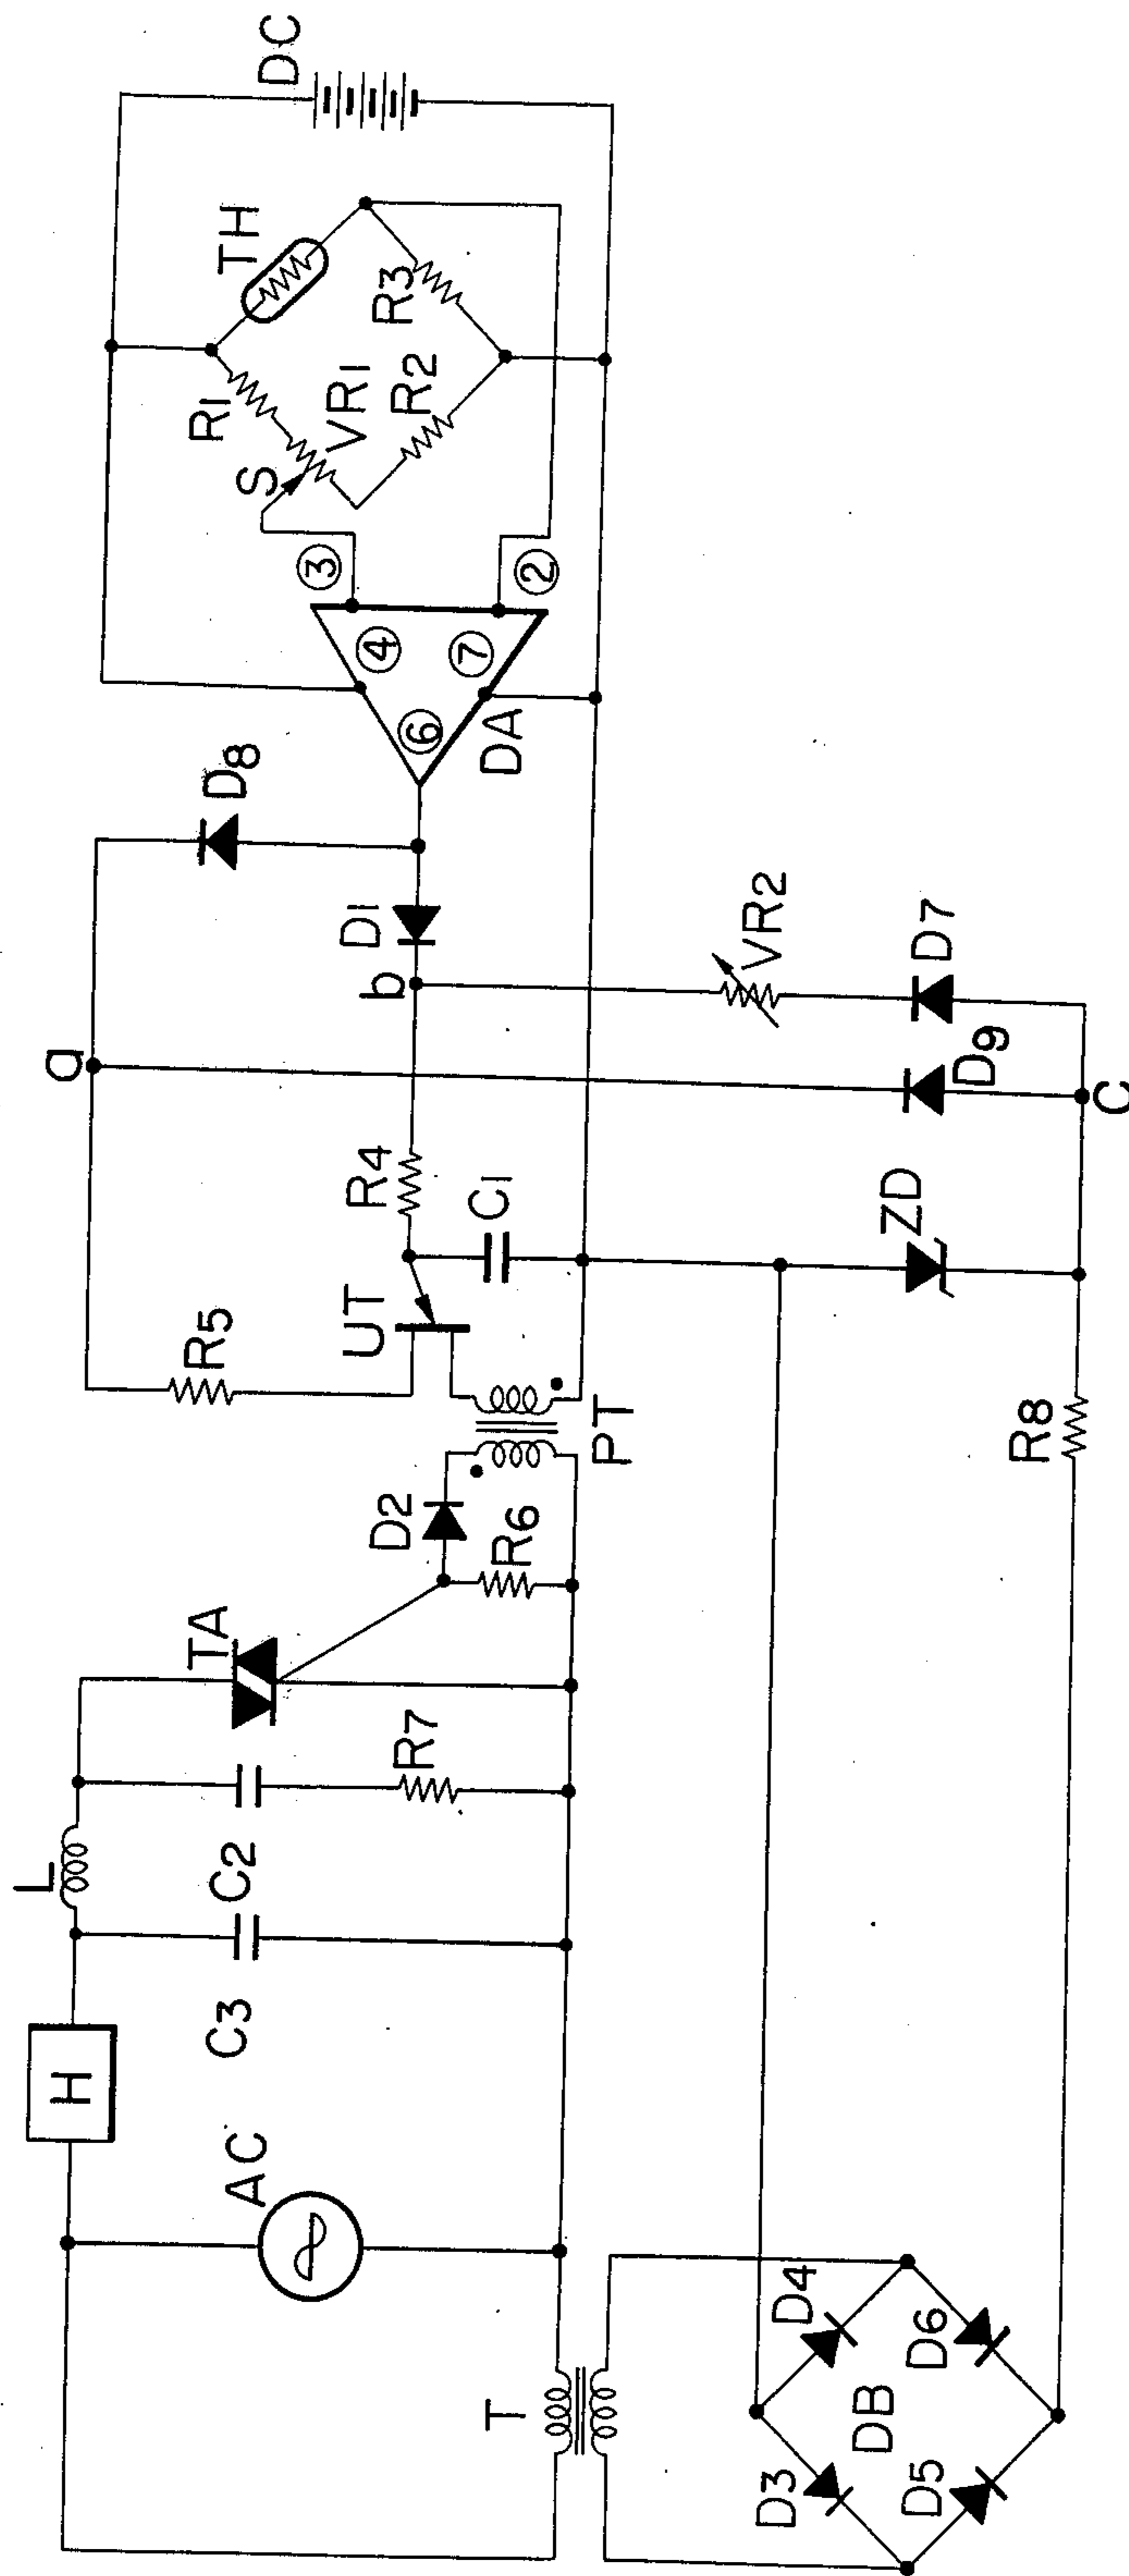 DC
TH
R3
R1
VR1
R2
S
③
②
④
⑦
⑥
DA
D8
D1
b
a
VR2
D7
D9
C
R4
C1
ZD
UT
R5
PT
R8
D2
R6
TA
R7
L
C2
C3
H
AC
T
D4
D6
DB
D3
D5